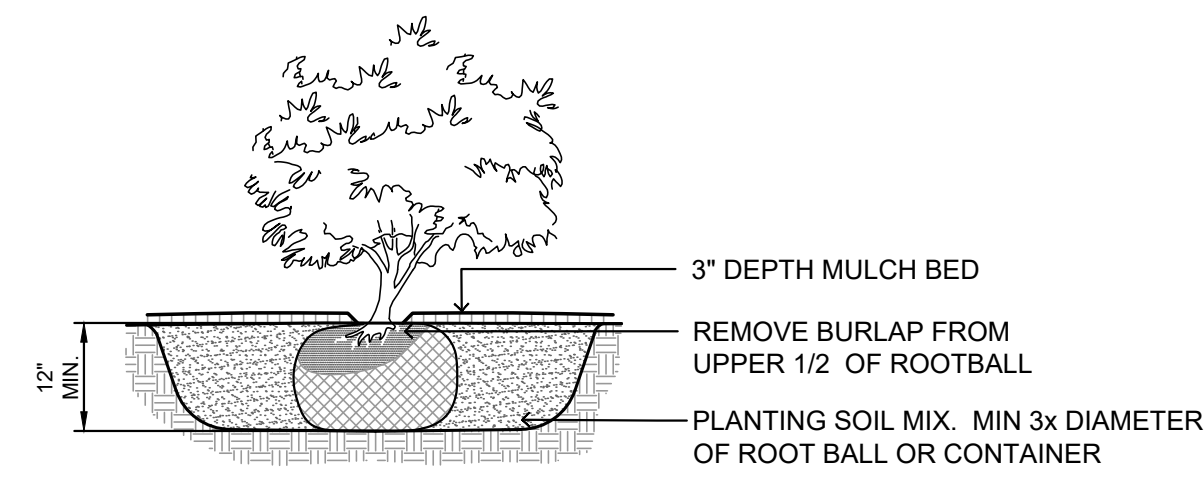 3" DEPTH MULCH BED
REMOVE BURLAP FROM
UPPER 1/2 OF ROOTBALL
12"
MIN.
PLANTING SOIL MIX. MIN 3x DIAMETER
OF ROOT BALL OR CONTAINER